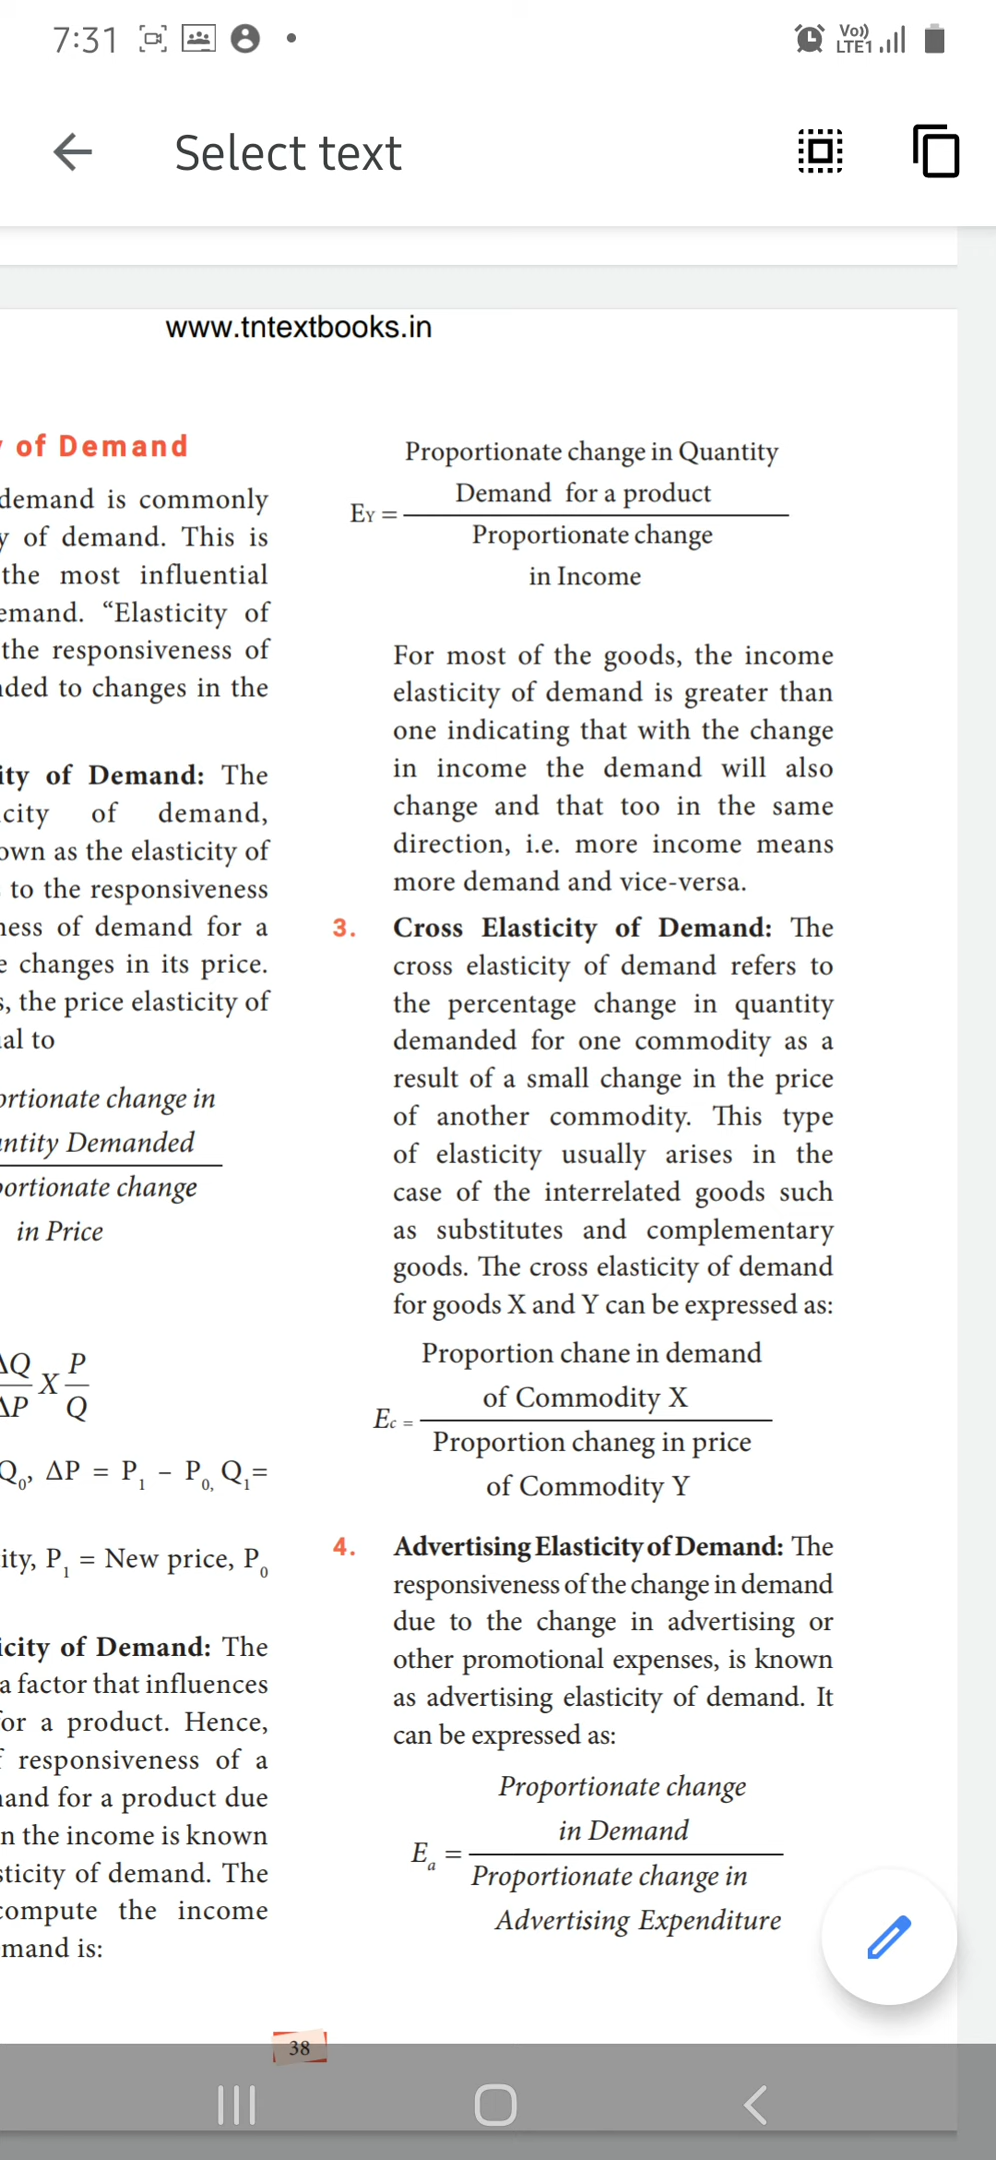 7:31
Vo))
LTE1
Select text
www.tntextbooks.in
of Demand
demand is commonly
of demand. This is
the most influential
emand. “Elasticity of
the responsiveness of
ded to changes in the
ity of Demand: The
city of demand,
own as the elasticity of
to the responsiveness
ness of demand for a
e changes in its price.
s, the price elasticity of
al to
ortionate change in
ntity Demanded
portionate change
in Price
ΔQ X P
ΔP Q
Q0, ΔP = P1 – P0, Q1=
ity, P1 = New price, P0
icity of Demand: The
a factor that influences
for a product. Hence,
f responsiveness of a
and for a product due
n the income is known
sticity of demand. The
compute the income
mand is:
Proportionate change in Quantity
Demand for a product
EY =
Proportionate change
in Income
For most of the goods, the income
elasticity of demand is greater than
one indicating that with the change
in income the demand will also
change and that too in the same
direction, i.e. more income means
more demand and vice-versa.
3. Cross Elasticity of Demand: The
cross elasticity of demand refers to
the percentage change in quantity
demanded for one commodity as a
result of a small change in the price
of another commodity. This type
of elasticity usually arises in the
case of the interrelated goods such
as substitutes and complementary
goods. The cross elasticity of demand
for goods X and Y can be expressed as:
Proportion chane in demand
of Commodity X
Ec =
Proportion chaneg in price
of Commodity Y
4. Advertising Elasticity of Demand: The
responsiveness of the change in demand
due to the change in advertising or
other promotional expenses, is known
as advertising elasticity of demand. It
can be expressed as:
Proportionate change
in Demand
Ea =
Proportionate change in
Advertising Expenditure
38